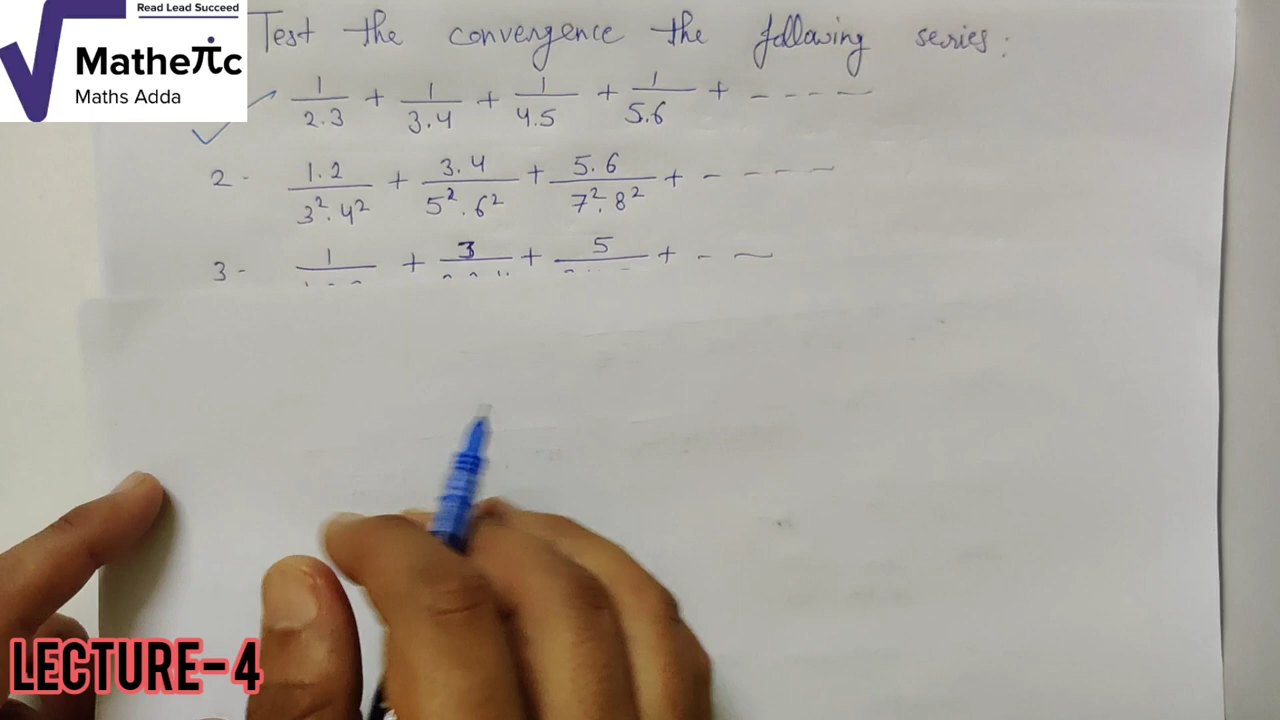 Read Lead Succeed
Matheπc
Maths Adda
Test the convergence the following series:
1/2.3 + 1/3.4 + 1/4.5 + 1/5.6 + - - - -
2- 1.2/3².4² + 3.4/5².6² + 5.6/7².8² + - - - -
3- 1 + 3 + 5 + - -
LECTURE-4